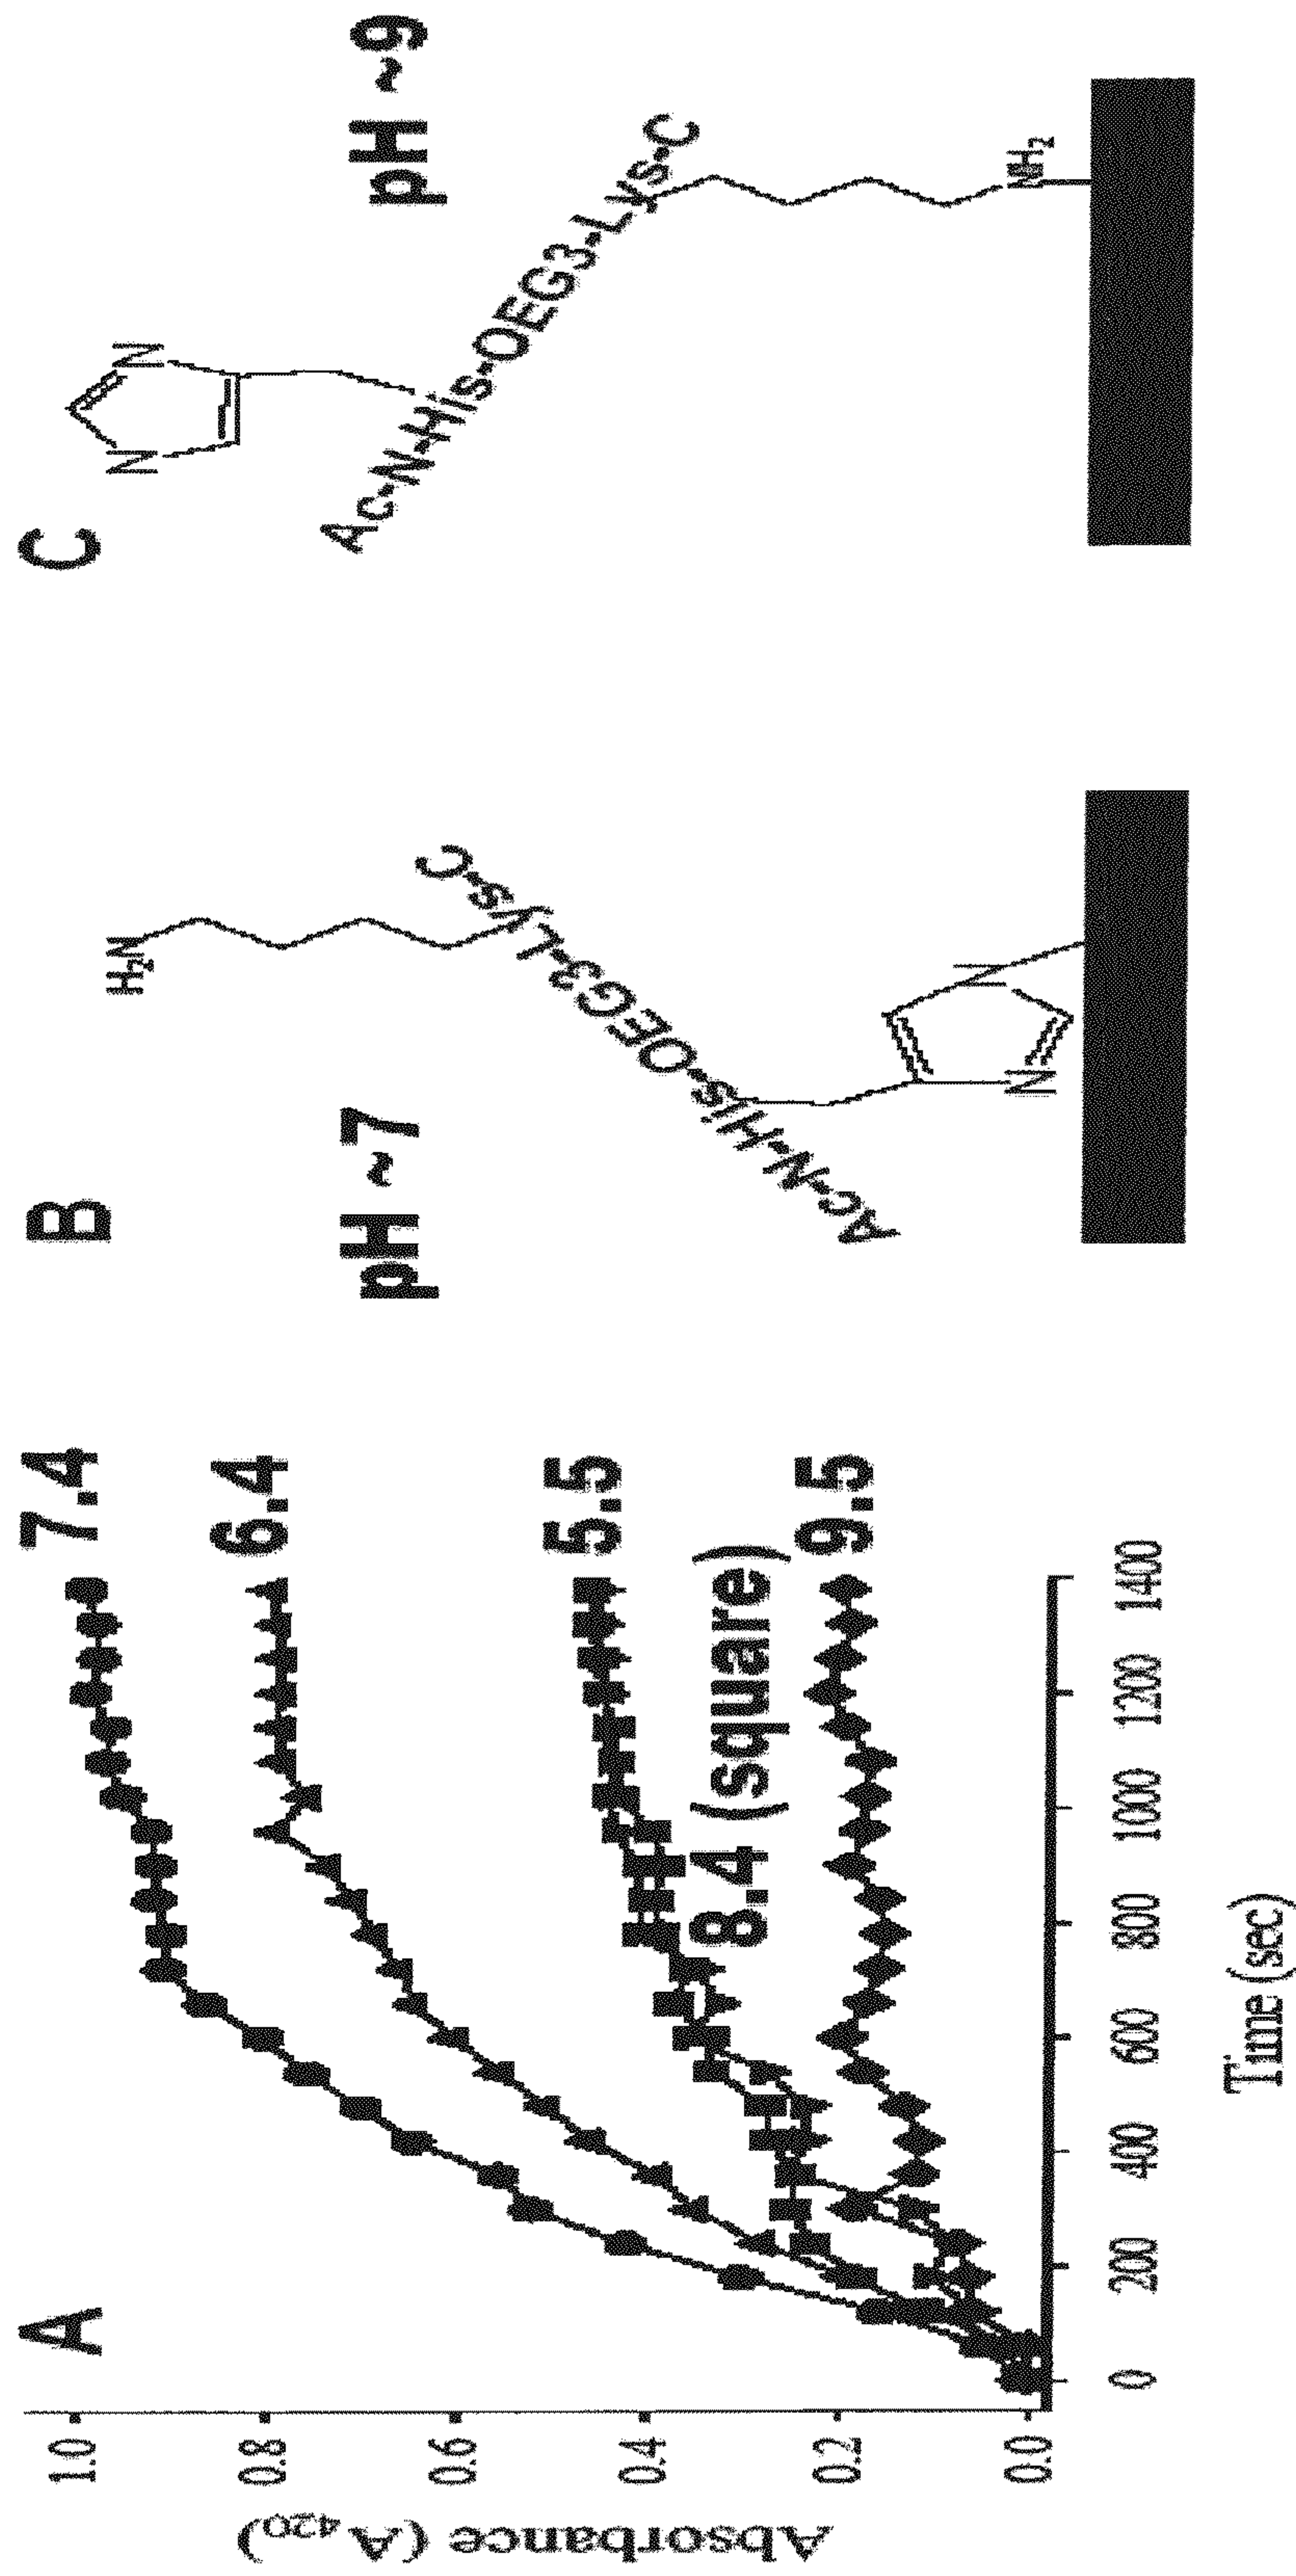 A
Absorbance (A420)
1.0
0.8
0.6
0.4
0.2
0.0
0
200
400
600
800
1000
1200
1400
Time (sec)
7.4
6.4
5.5
8.4 (square)
9.5
B
pH ~7
H2N
Ac-N-His-OEG3-Lys-C
N
N
C
pH ~9
N
N
Ac-N-His-OEG3-Lys-C
NH2